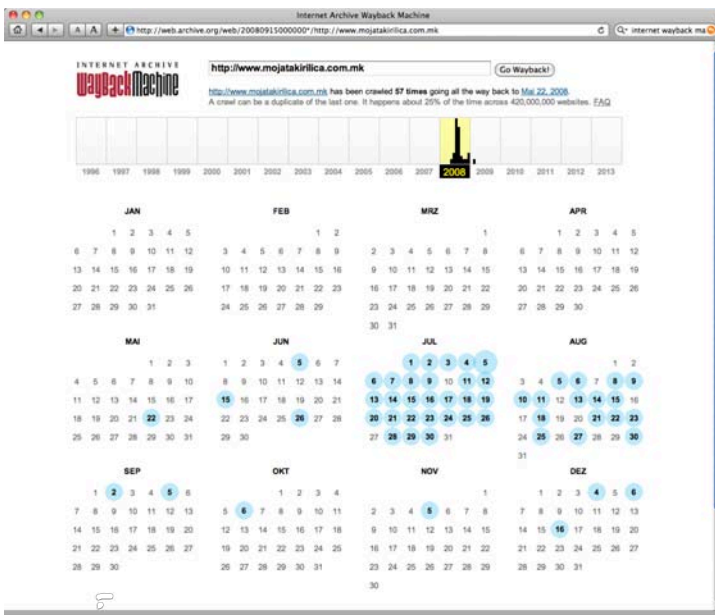 Internet Archive Wayback Machine
http://web.archive.org/web/20080915000000*/http://www.mojatakirilica.com.mk
internet wayback ma
INTERNET ARCHIVE
WayBackMachine
http://www.mojatakirilica.com.mk
Go Wayback!
http://www.mojatakirilica.com.mk has been crawled 57 times going all the way back to Mai 22, 2008.
A crawl can be a duplicate of the last one. It happens about 25% of the time across 420,000,000 websites. FAQ
1996 1997 1998 1999 2000 2001 2002 2003 2004 2005 2006 2007 2008 2009 2010 2011 2012 2013
JAN FEB MRZ APR
1 2 3 4 5 1 2 1 1 2 3 4 5
6 7 8 9 10 11 12 3 4 5 6 7 8 9 2 3 4 5 6 7 8 6 7 8 9 10 11 12
13 14 15 16 17 18 19 10 11 12 13 14 15 16 9 10 11 12 13 14 15 13 14 15 16 17 18 19
20 21 22 23 24 25 26 17 18 19 20 21 22 23 16 17 18 19 20 21 22 20 21 22 23 24 25 26
27 28 29 30 31 24 25 26 27 28 29 23 24 25 26 27 28 29 27 28 29 30
30 31
MAI JUN JUL AUG
1 2 3 1 2 3 4 5 6 7 1 2 3 4 5 1 2
4 5 6 7 8 9 10 8 9 10 11 12 13 14 6 7 8 9 10 11 12 3 4 5 6 7 8 9
11 12 13 14 15 16 17 15 16 17 18 19 20 21 13 14 15 16 17 18 19 10 11 12 13 14 15 16
18 19 20 21 22 23 24 22 23 24 25 26 27 28 20 21 22 23 24 25 26 17 18 19 20 21 22 23
25 26 27 28 29 30 31 29 30 27 28 29 30 31 24 25 26 27 28 29 30
31
SEP OKT NOV DEZ
1 2 3 4 5 6 1 2 3 4 1 1 2 3 4 5 6
7 8 9 10 11 12 13 5 6 7 8 9 10 11 2 3 4 5 6 7 8 7 8 9 10 11 12 13
14 15 16 17 18 19 20 12 13 14 15 16 17 18 9 10 11 12 13 14 15 14 15 16 17 18 19 20
21 22 23 24 25 26 27 19 20 21 22 23 24 25 16 17 18 19 20 21 22 21 22 23 24 25 26 27
28 29 30 26 27 28 29 30 31 23 24 25 26 27 28 29 28 29 30 31
30